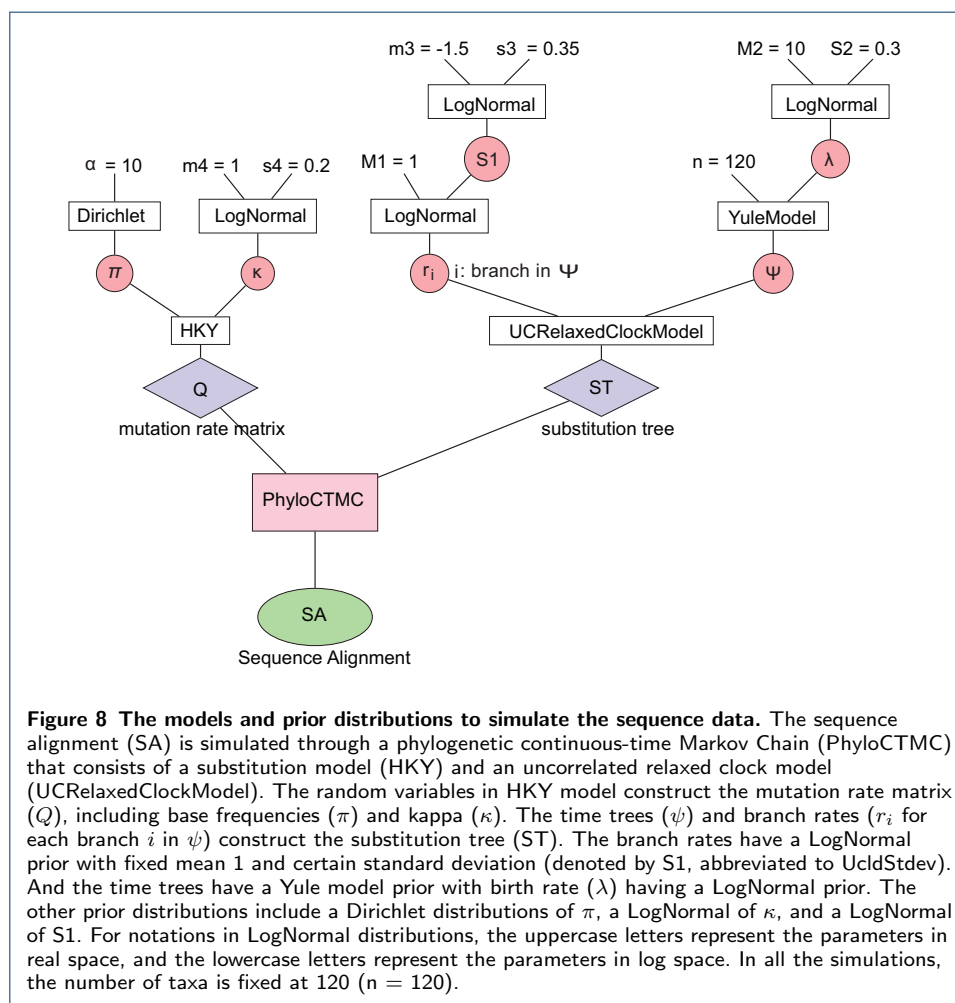 m3 = -1.5 s3 = 0.35 M2 = 10 S2 = 0.3
LogNormal LogNormal
α = 10 m4 = 1 s4 = 0.2 M1 = 1 S1 n = 120 λ
Dirichlet LogNormal LogNormal YuleModel
π κ r_i i: branch in Ψ Ψ
HKY UCRelaxedClockModel
Q ST
mutation rate matrix substitution tree
PhyloCTMC
SA
Sequence Alignment
Figure 8 The models and prior distributions to simulate the sequence data. The sequence
alignment (SA) is simulated through a phylogenetic continuous-time Markov Chain (PhyloCTMC)
that consists of a substitution model (HKY) and an uncorrelated relaxed clock model
(UCRelaxedClockModel). The random variables in HKY model construct the mutation rate matrix
(Q), including base frequencies (π) and kappa (κ). The time trees (ψ) and branch rates (r_i for
each branch i in ψ) construct the substitution tree (ST). The branch rates have a LogNormal
prior with fixed mean 1 and certain standard deviation (denoted by S1, abbreviated to UcldStdev).
And the time trees have a Yule model prior with birth rate (λ) having a LogNormal prior. The
other prior distributions include a Dirichlet distributions of π, a LogNormal of κ, and a LogNormal
of S1. For notations in LogNormal distributions, the uppercase letters represent the parameters in
real space, and the lowercase letters represent the parameters in log space. In all the simulations,
the number of taxa is fixed at 120 (n = 120).